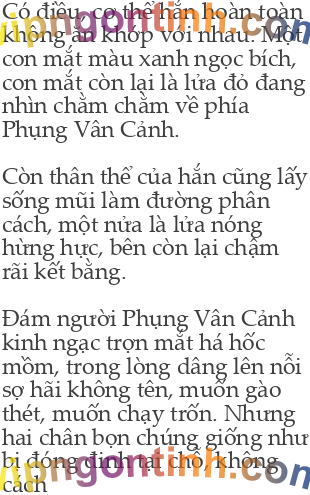 Có điều, cơ thể hắn hoàn toàn
không ăn khớp với nhau. Một
con mắt màu xanh ngọc bích,
con mắt còn lại là lửa đỏ đang
nhìn chằm chằm về phía
Phụng Vân Cảnh.
Còn thân thể của hắn cũng lấy
sống mũi làm đường phân
cách, một nửa là lửa nóng
hừng hực, bên còn lại chậm
rãi kết băng.
Đám người Phụng Vân Cảnh
kinh ngạc trợn mắt há hốc
mồm, trong lòng dâng lên nỗi
sợ hãi không tên, muốn gào
thét, muốn chạy trốn. Nhưng
hai chân bọn chúng giống như
bị đóng đinh tại chỗ, không
cách
vipngontinh.com
vipngontinh.com